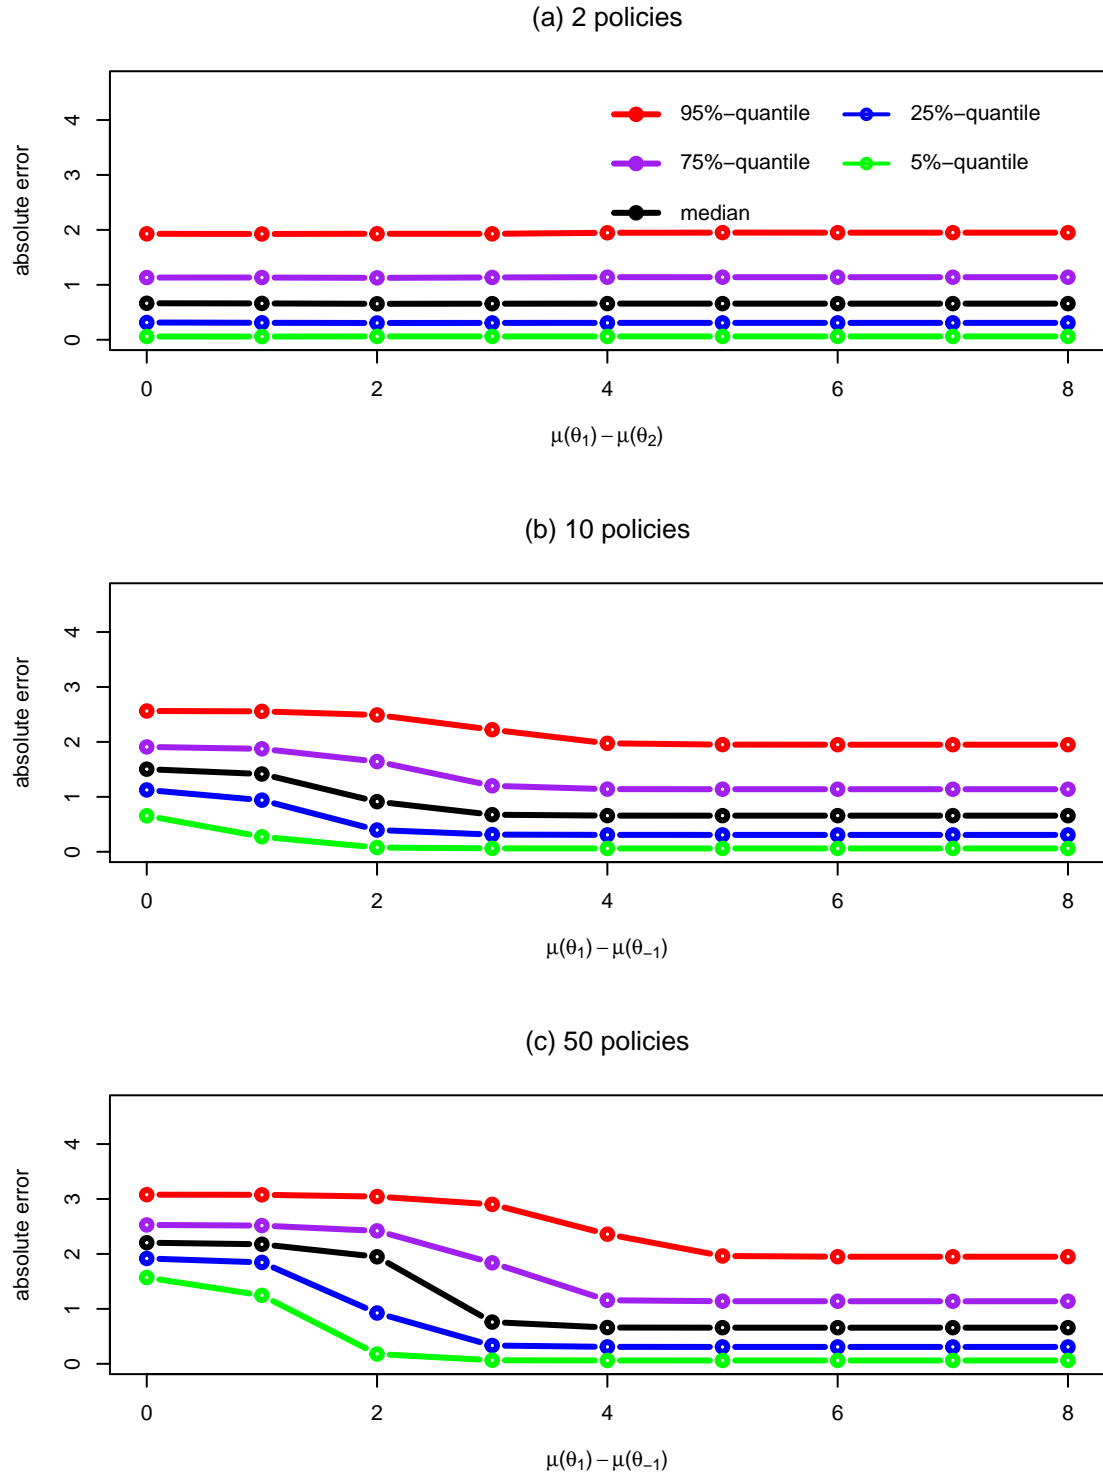 (a) 2 policies
absolute error
4
3
2
1
0
95%−quantile
75%−quantile
median
25%−quantile
5%−quantile
0 2 4 6 8
μ(θ1) − μ(θ2)
(b) 10 policies
absolute error
4
3
2
1
0
0 2 4 6 8
μ(θ1) − μ(θ−1)
(c) 50 policies
absolute error
4
3
2
1
0
0 2 4 6 8
μ(θ1) − μ(θ−1)